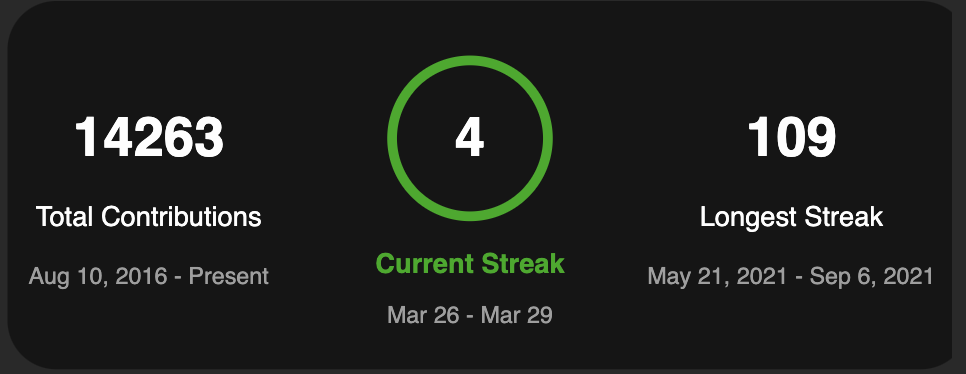 14263
Total Contributions
Aug 10, 2016 - Present
4
Current Streak
Mar 26 - Mar 29
109
Longest Streak
May 21, 2021 - Sep 6, 2021